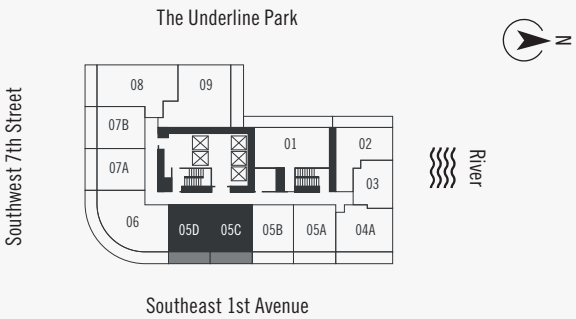 The Underline Park
N
Southwest 7th Street
08
09
07B
01
02
07A
03
River
06
05D
05C
05B
05A
04A
Southeast 1st Avenue